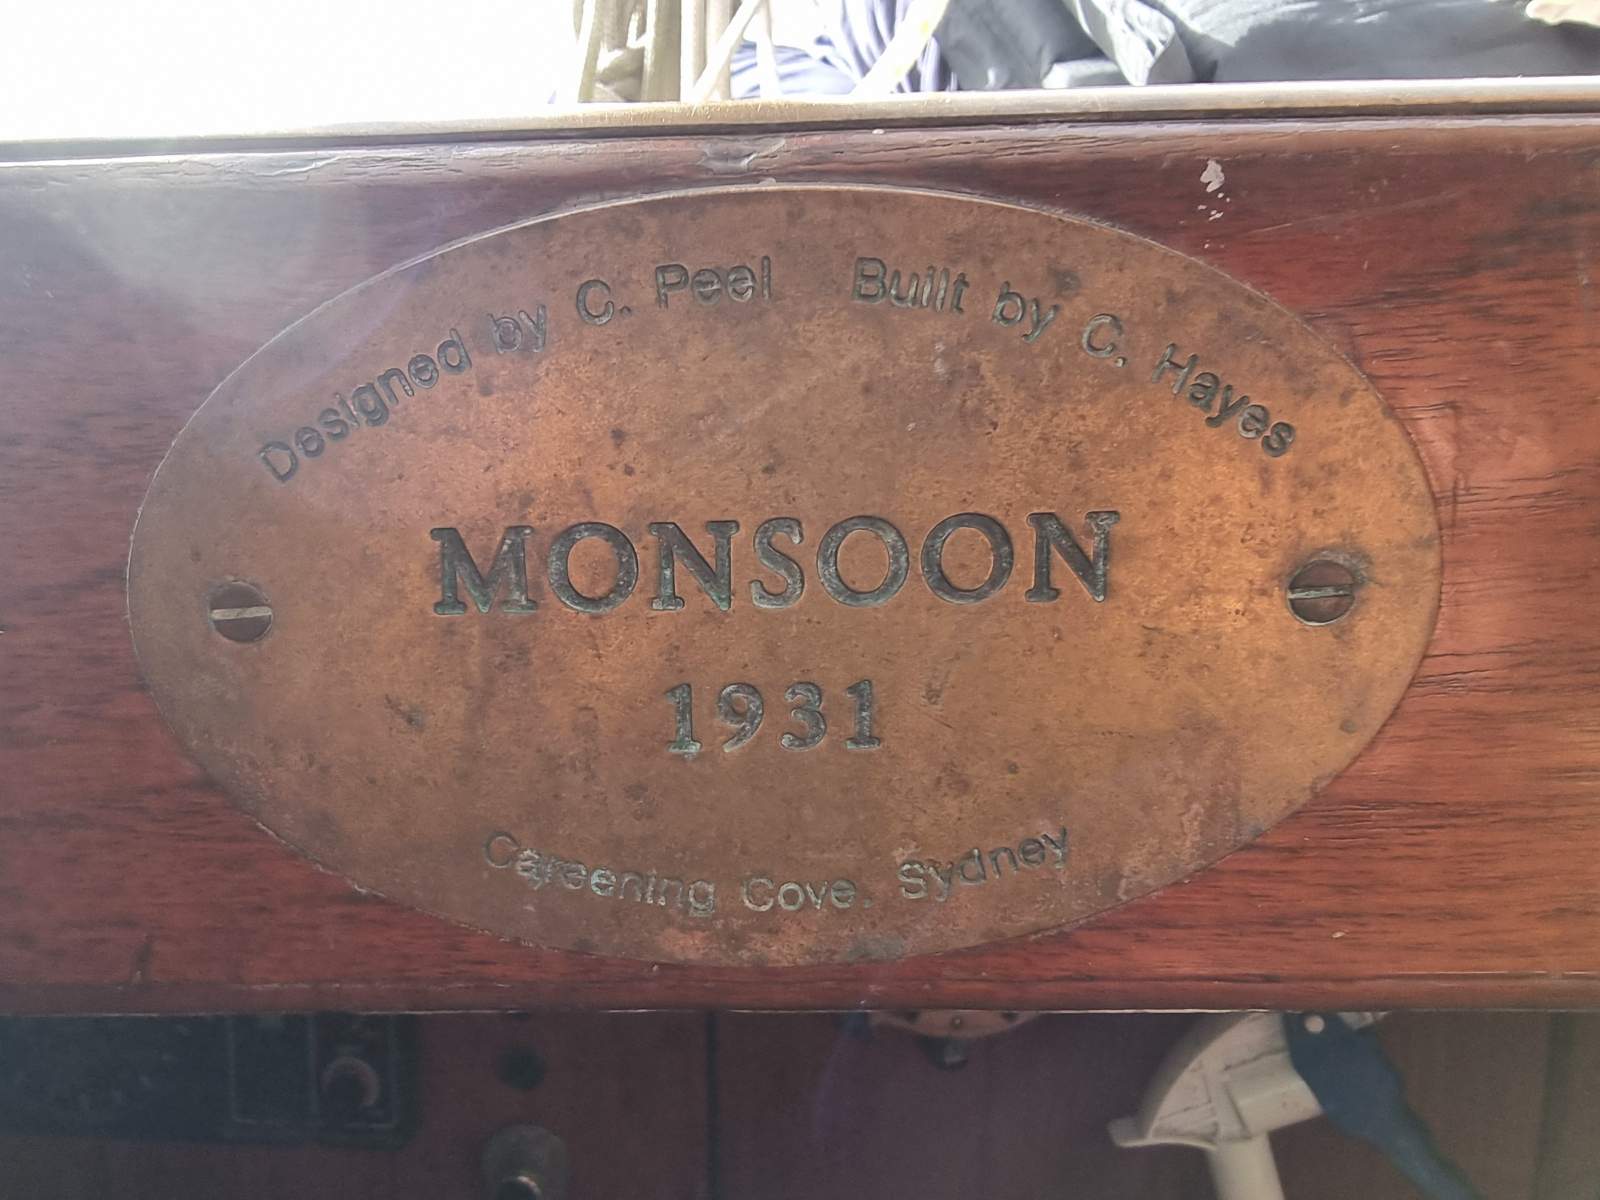 Designed by C. Peel Built by C. Hayes
MONSOON
1931
Careening Cove, Sydney